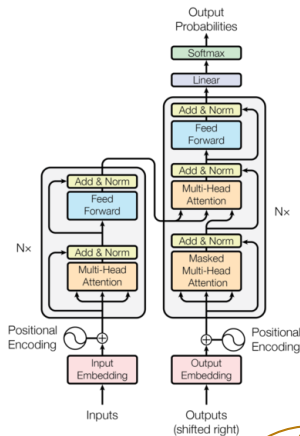 Output
Probabilities
Softmax
Linear
Add & Norm
Feed
Forward
Add & Norm
Multi-Head
Attention
Nx
Add & Norm
Masked
Multi-Head
Attention
Positional
Encoding
Output
Embedding
Outputs
(shifted right)
Add & Norm
Feed
Forward
Nx
Add & Norm
Multi-Head
Attention
Positional
Encoding
Input
Embedding
Inputs